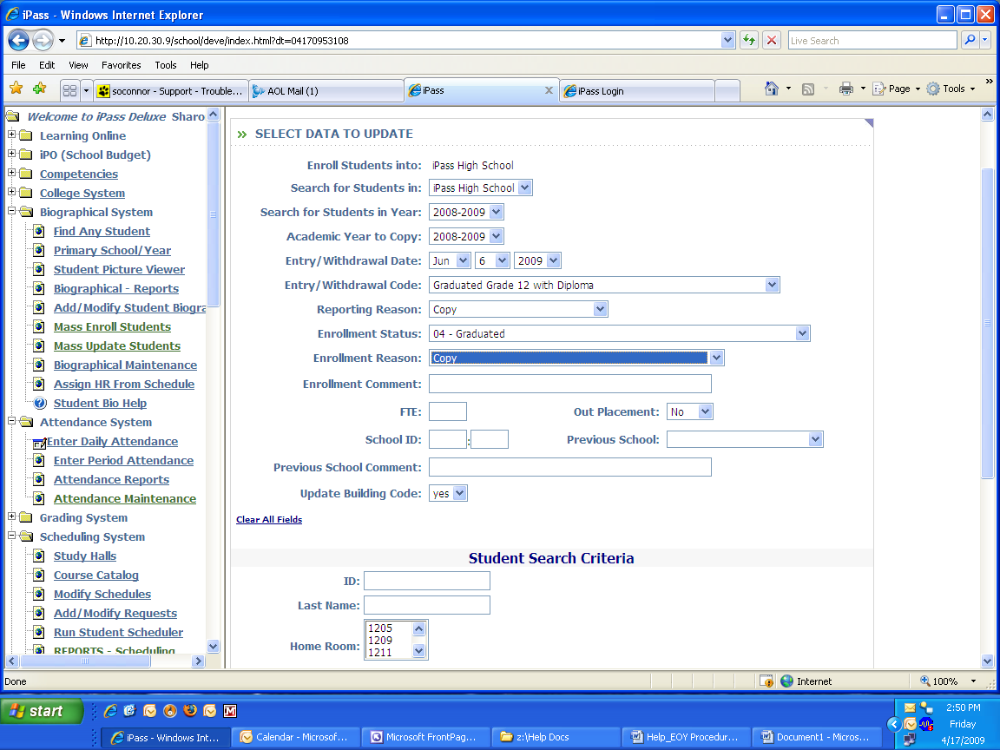 iPass - Windows Internet Explorer
http://10.20.30.9/school/deve/index.html?dt=04170953108
Live Search
File Edit View Favorites Tools Help
soconnor - Support - Trouble... AOL Mail (1) iPass iPass Login Page Tools
Welcome to iPass Deluxe Sharo
Learning Online
iPO (School Budget)
Competencies
College System
Biographical System
Find Any Student
Primary School/Year
Student Picture Viewer
Biographical - Reports
Add/Modify Student Biogra
Mass Enroll Students
Mass Update Students
Biographical Maintenance
Assign HR From Schedule
Student Bio Help
Attendance System
Enter Daily Attendance
Enter Period Attendance
Attendance Reports
Attendance Maintenance
Grading System
Scheduling System
Study Halls
Course Catalog
Modify Schedules
Add/Modify Requests
Run Student Scheduler
REPORTS - Scheduling
SELECT DATA TO UPDATE
Enroll Students into: iPass High School
Search for Students in: iPass High School
Search for Students in Year: 2008-2009
Academic Year to Copy: 2008-2009
Entry/Withdrawal Date: Jun 6 2009
Entry/Withdrawal Code: Graduated Grade 12 with Diploma
Reporting Reason: Copy
Enrollment Status: 04 - Graduated
Enrollment Reason: Copy
Enrollment Comment:
FTE: Out Placement: No
School ID: : Previous School:
Previous School Comment:
Update Building Code: yes
Clear All Fields
Student Search Criteria
ID:
Last Name:
Home Room: 1205
1209
1211
Done Internet 100%
start
iPass - Windows Int... Calendar - Microsof... Microsoft FrontPag... z:\Help Docs Help_EOY Procedur... Document1 - Micros...
2:50 PM
Friday
4/17/2009